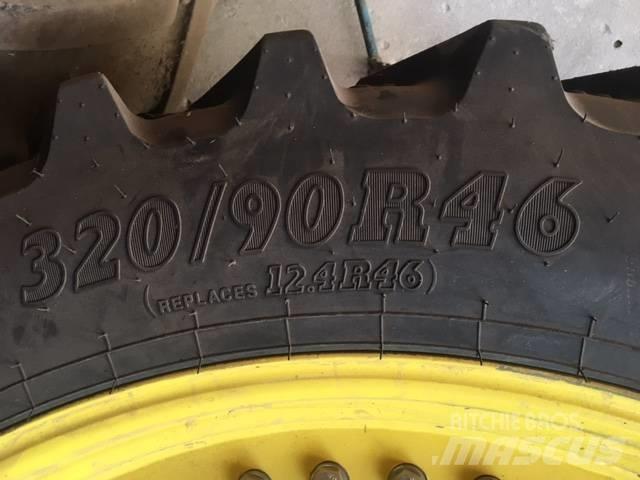 320/90R46
(REPLACES 12.4R46)
RITCHIE BROS.
MASCUS